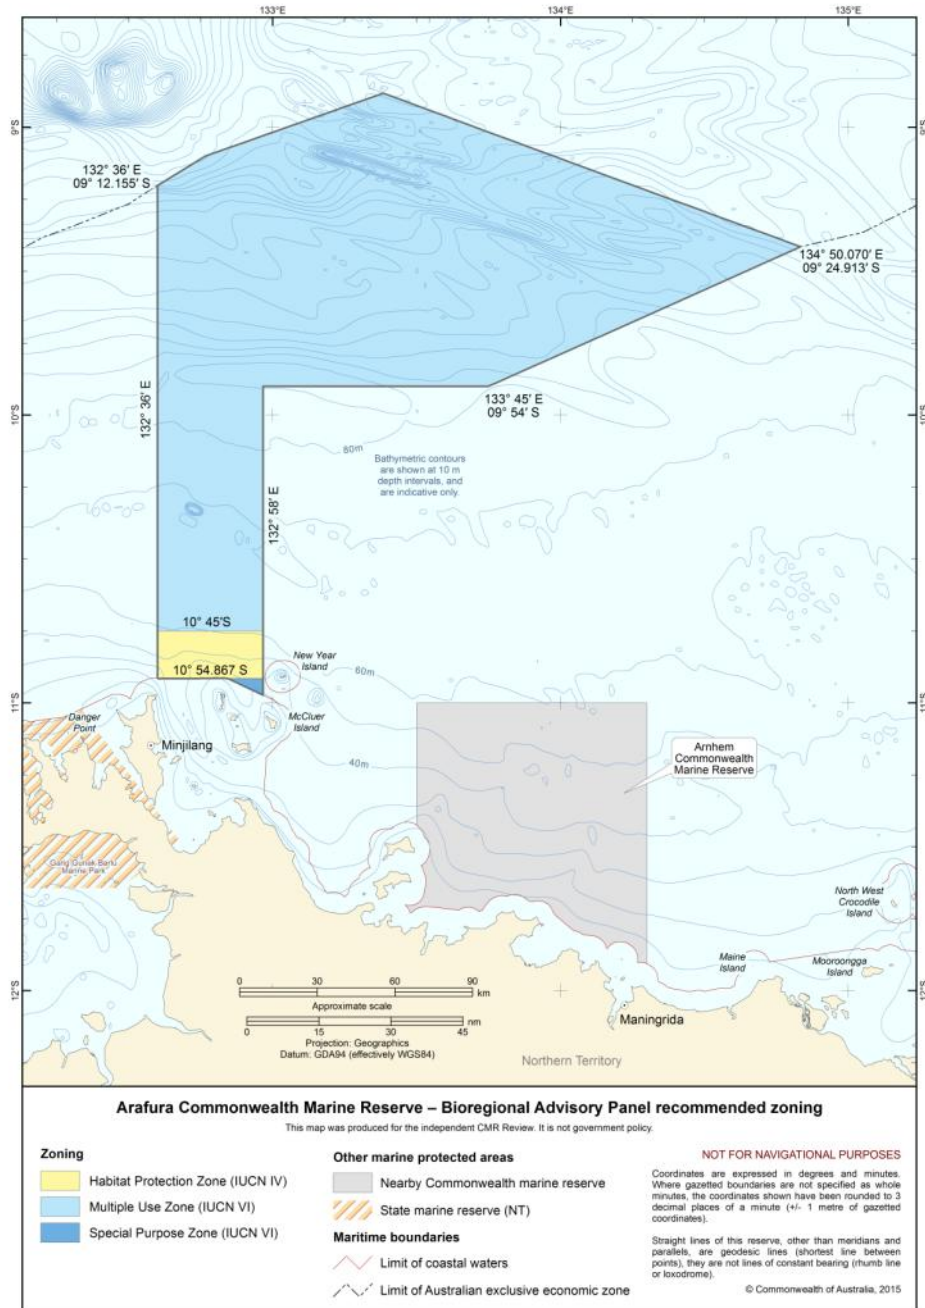 133°E
134°E
135°E
9°S
9°S
132° 36′ E
09° 12.155′ S
134° 50.070′ E
09° 24.913′ S
132° 36′ E
133° 45′ E
09° 54′ S
10°S
10°S
80m
Bathymetric contours
are shown at 10 m
depth intervals, and
are indicative only.
132° 58′ E
10° 45′S
10° 54.867′ S
New Year
Island
60m
11°S
11°S
Danger
Point
McCluer
Island
Minjilang
40m
Arnhem
Commonwealth
Marine Reserve
Garig Gunak Barlu
Marine Park
North West
Crocodile
Island
Maine
Island
Mooroongga
Island
12°S
12°S
0 30 60 90
km
Approximate scale
nm
0 15 30 45
Projection: Geographics
Datum: GDA94 (effectively WGS84)
Maningrida
Northern Territory
Arafura Commonwealth Marine Reserve – Bioregional Advisory Panel recommended zoning
This map was produced for the independent CMR Review. It is not government policy.
Zoning
Habitat Protection Zone (IUCN IV)
Multiple Use Zone (IUCN VI)
Special Purpose Zone (IUCN VI)
Other marine protected areas
Nearby Commonwealth marine reserve
State marine reserve (NT)
Maritime boundaries
Limit of coastal waters
Limit of Australian exclusive economic zone
NOT FOR NAVIGATIONAL PURPOSES
Coordinates are expressed in degrees and minutes.
Where gazetted boundaries are not specified as whole
minutes, the coordinates shown have been rounded to 3
decimal places of a minute (+/- 1 metre of gazetted
coordinates).
Straight lines of this reserve, other than meridians and
parallels, are geodesic lines (shortest line between
points), they are not lines of constant bearing (rhumb line
or loxodrome).
© Commonwealth of Australia, 2015